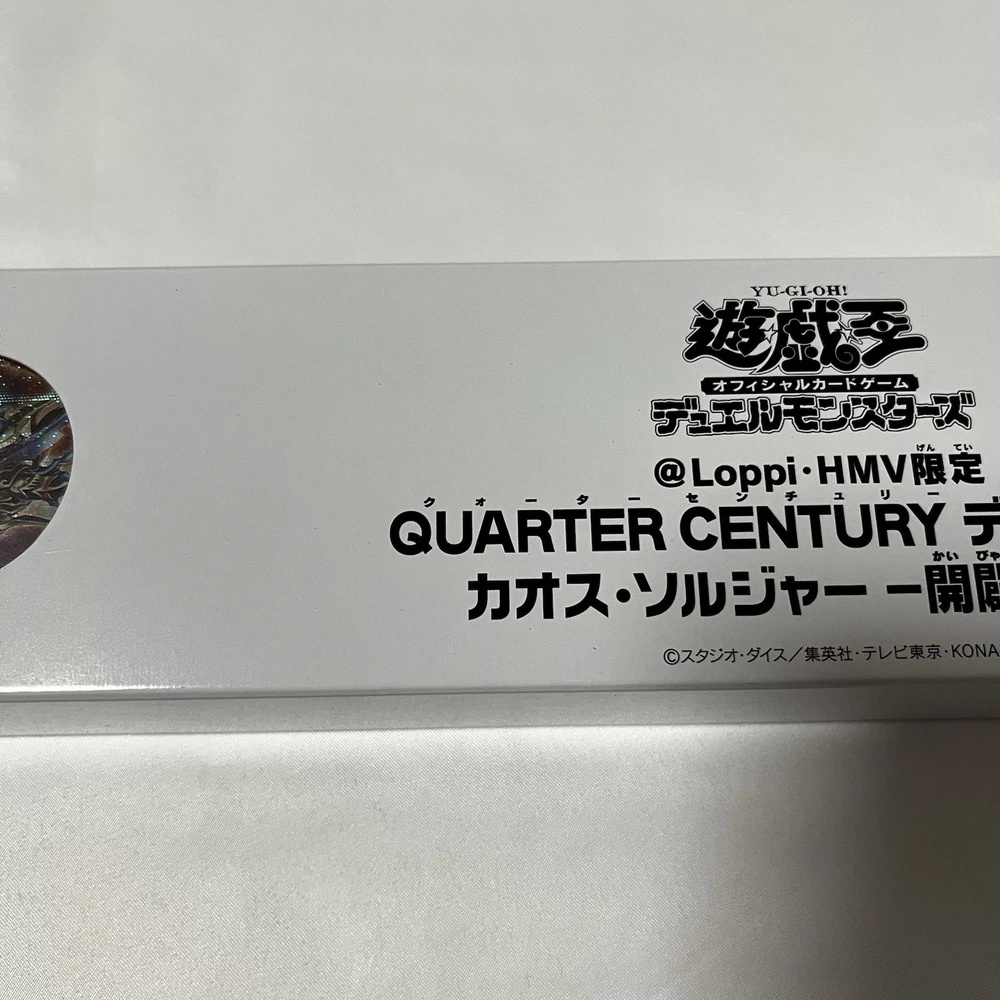 YU-GI-OH!
遊戯王
オフィシャルカードゲーム
デュエルモンスターズ
げん てい
@Loppi・HMV限定
クォーター センチュリー
QUARTER CENTURY デ
かい びゃ
カオス・ソルジャー －開闢
©スタジオ・ダイス／集英社・テレビ東京・KONA